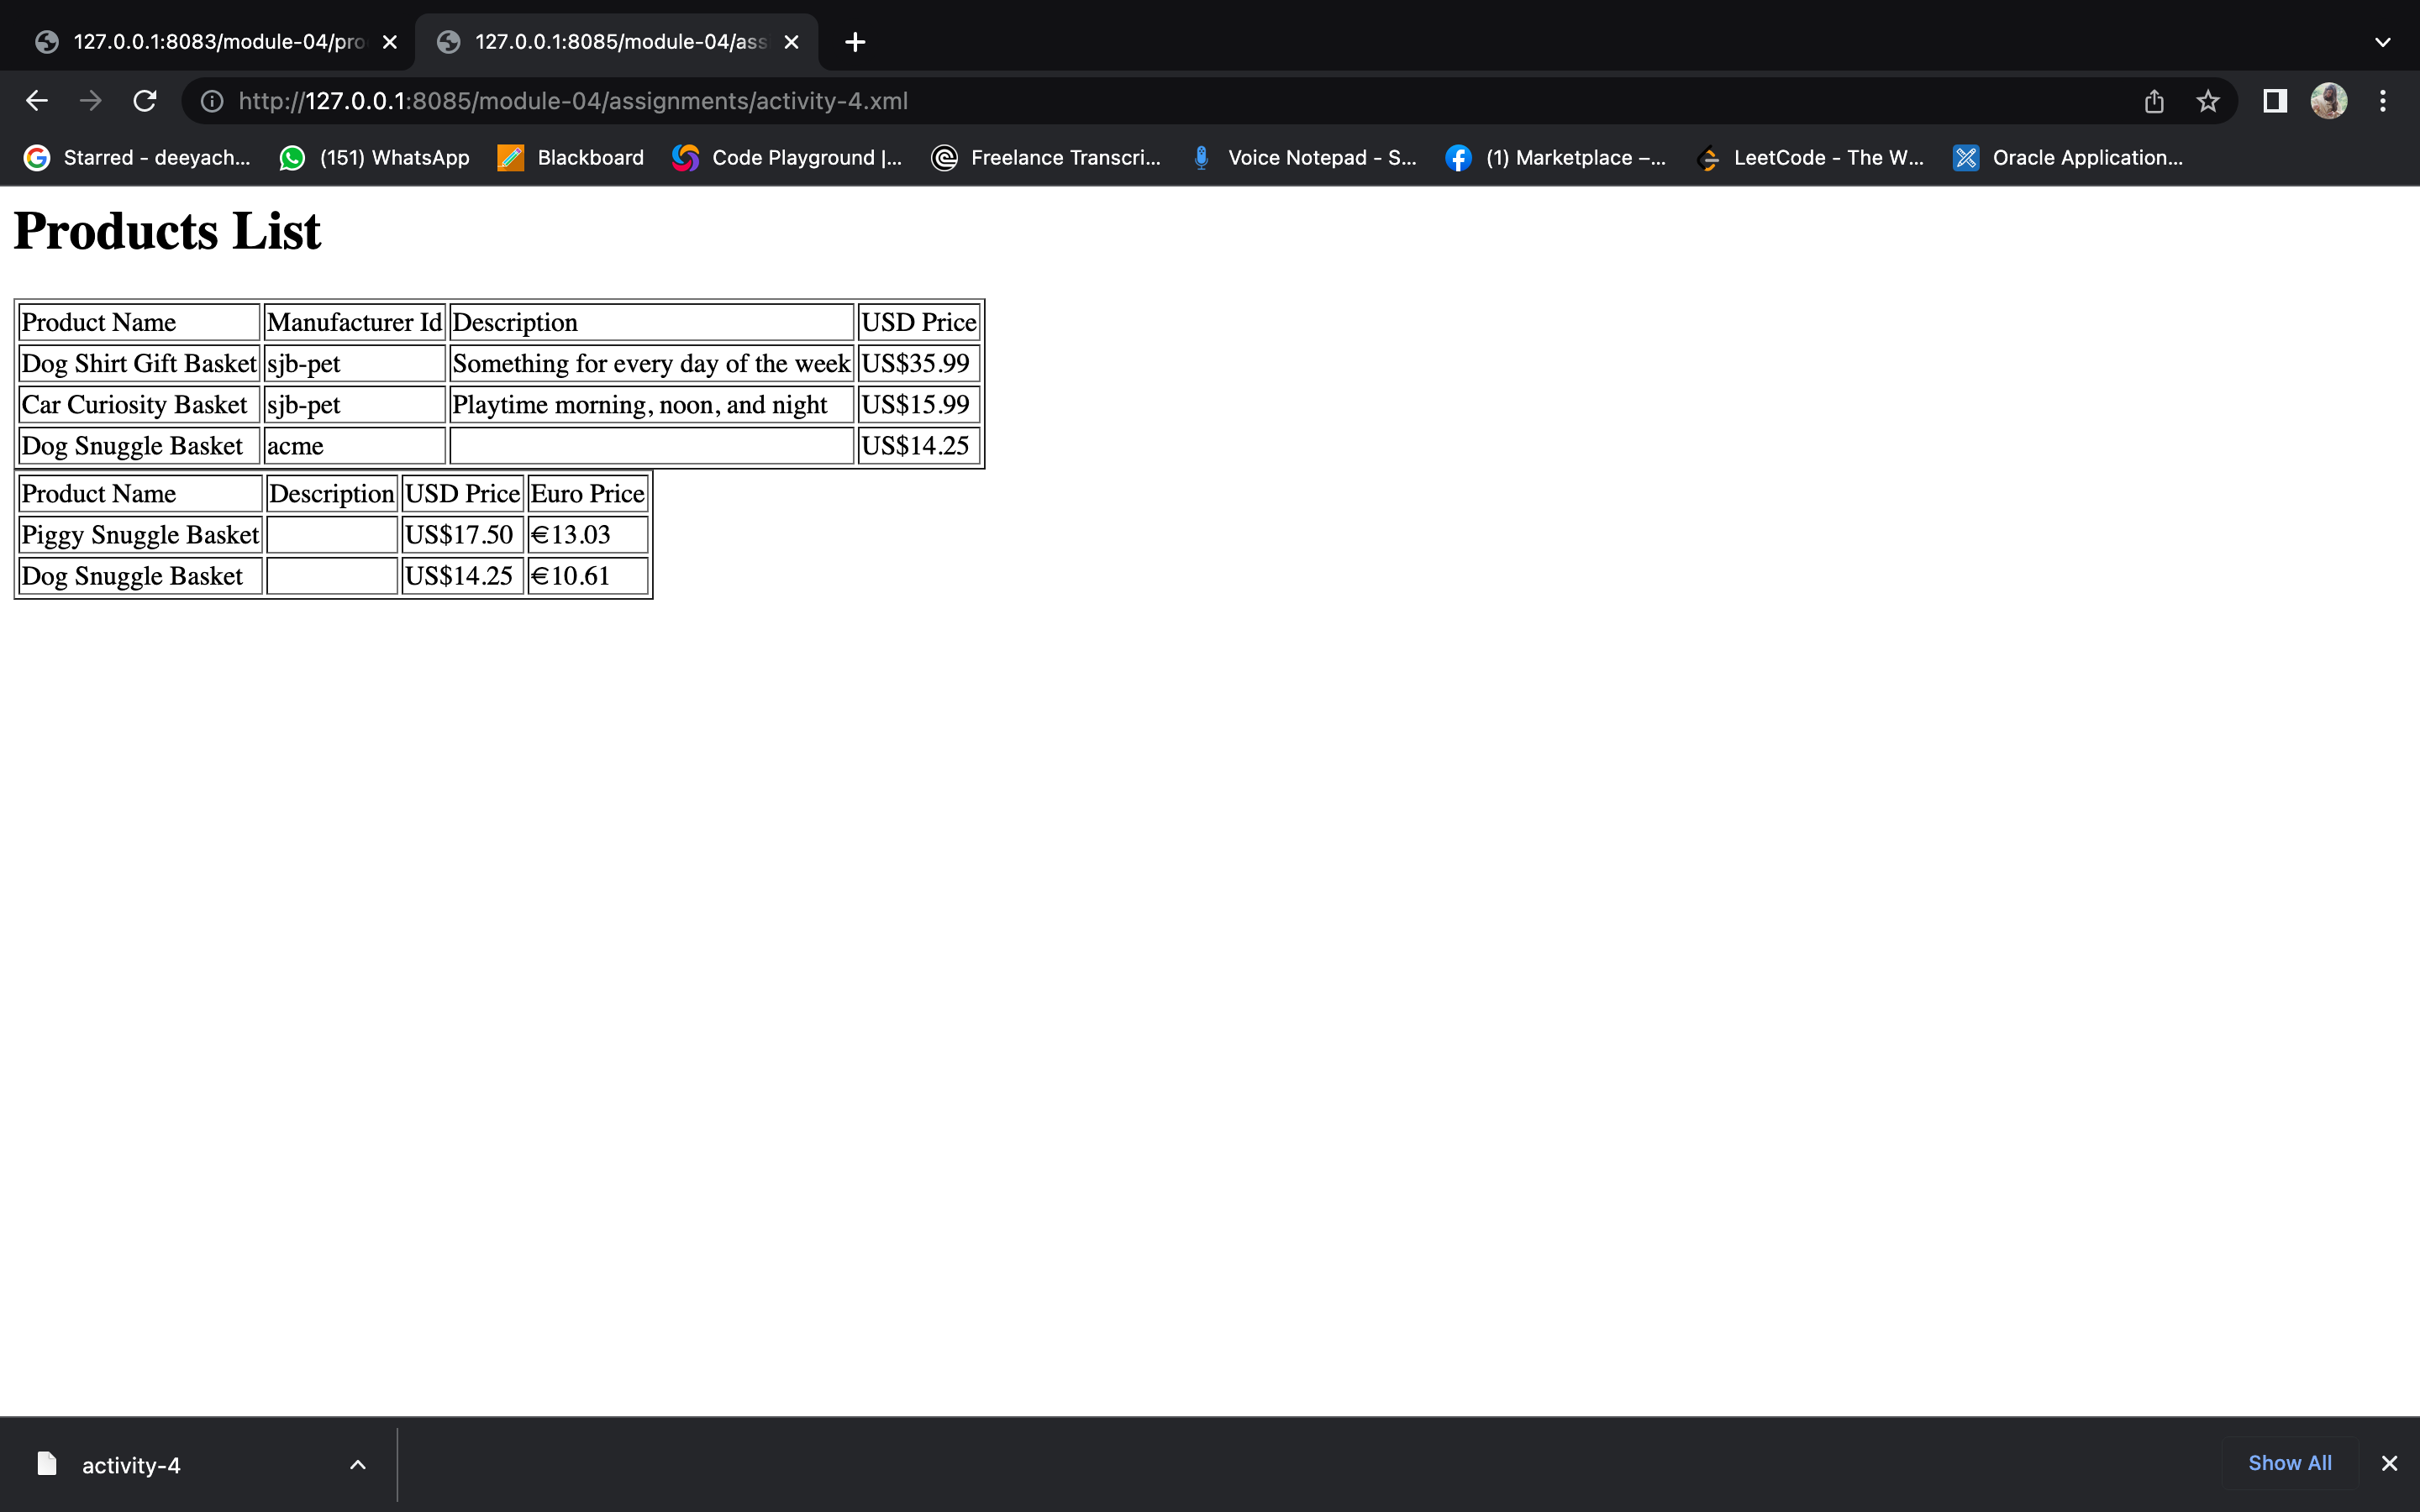 127.0.0.1:8083/module-04/pro 127.0.0.1:8085/module-04/ass
http://127.0.0.1:8085/module-04/assignments/activity-4.xml
Starred - deeyach... (151) WhatsApp Blackboard Code Playground |... Freelance Transcri... Voice Notepad - S... (1) Marketplace –... LeetCode - The W... Oracle Application...
Products List
Product Name Manufacturer Id Description USD Price
Dog Shirt Gift Basket sjb-pet Something for every day of the week US$35.99
Car Curiosity Basket sjb-pet Playtime morning, noon, and night US$15.99
Dog Snuggle Basket acme US$14.25
Product Name Description USD Price Euro Price
Piggy Snuggle Basket US$17.50 €13.03
Dog Snuggle Basket US$14.25 €10.61
activity-4 Show All